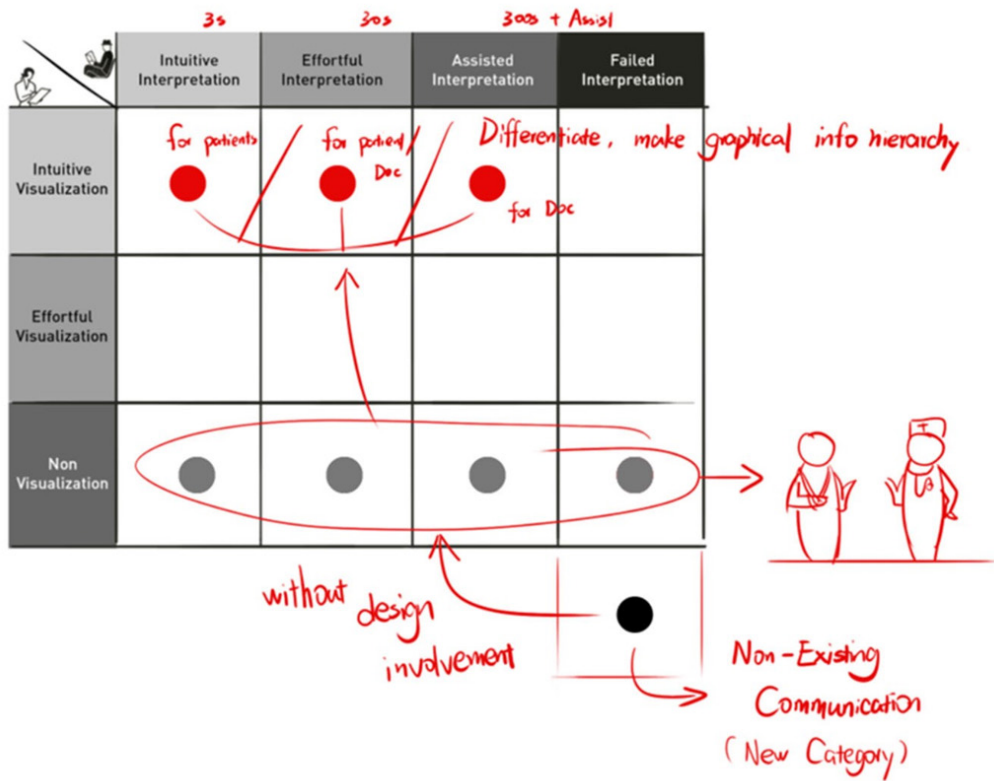 3s 30s 300s + Assist
Intuitive Interpretation
Effortful Interpretation
Assisted Interpretation
Failed Interpretation
Intuitive Visualization
for patients
for patient/
Doc
Differentiate, make graphical info hierarchy
for Doc
Effortful Visualization
Non Visualization
without design
involvement
Non-Existing
Communication
(New Category)